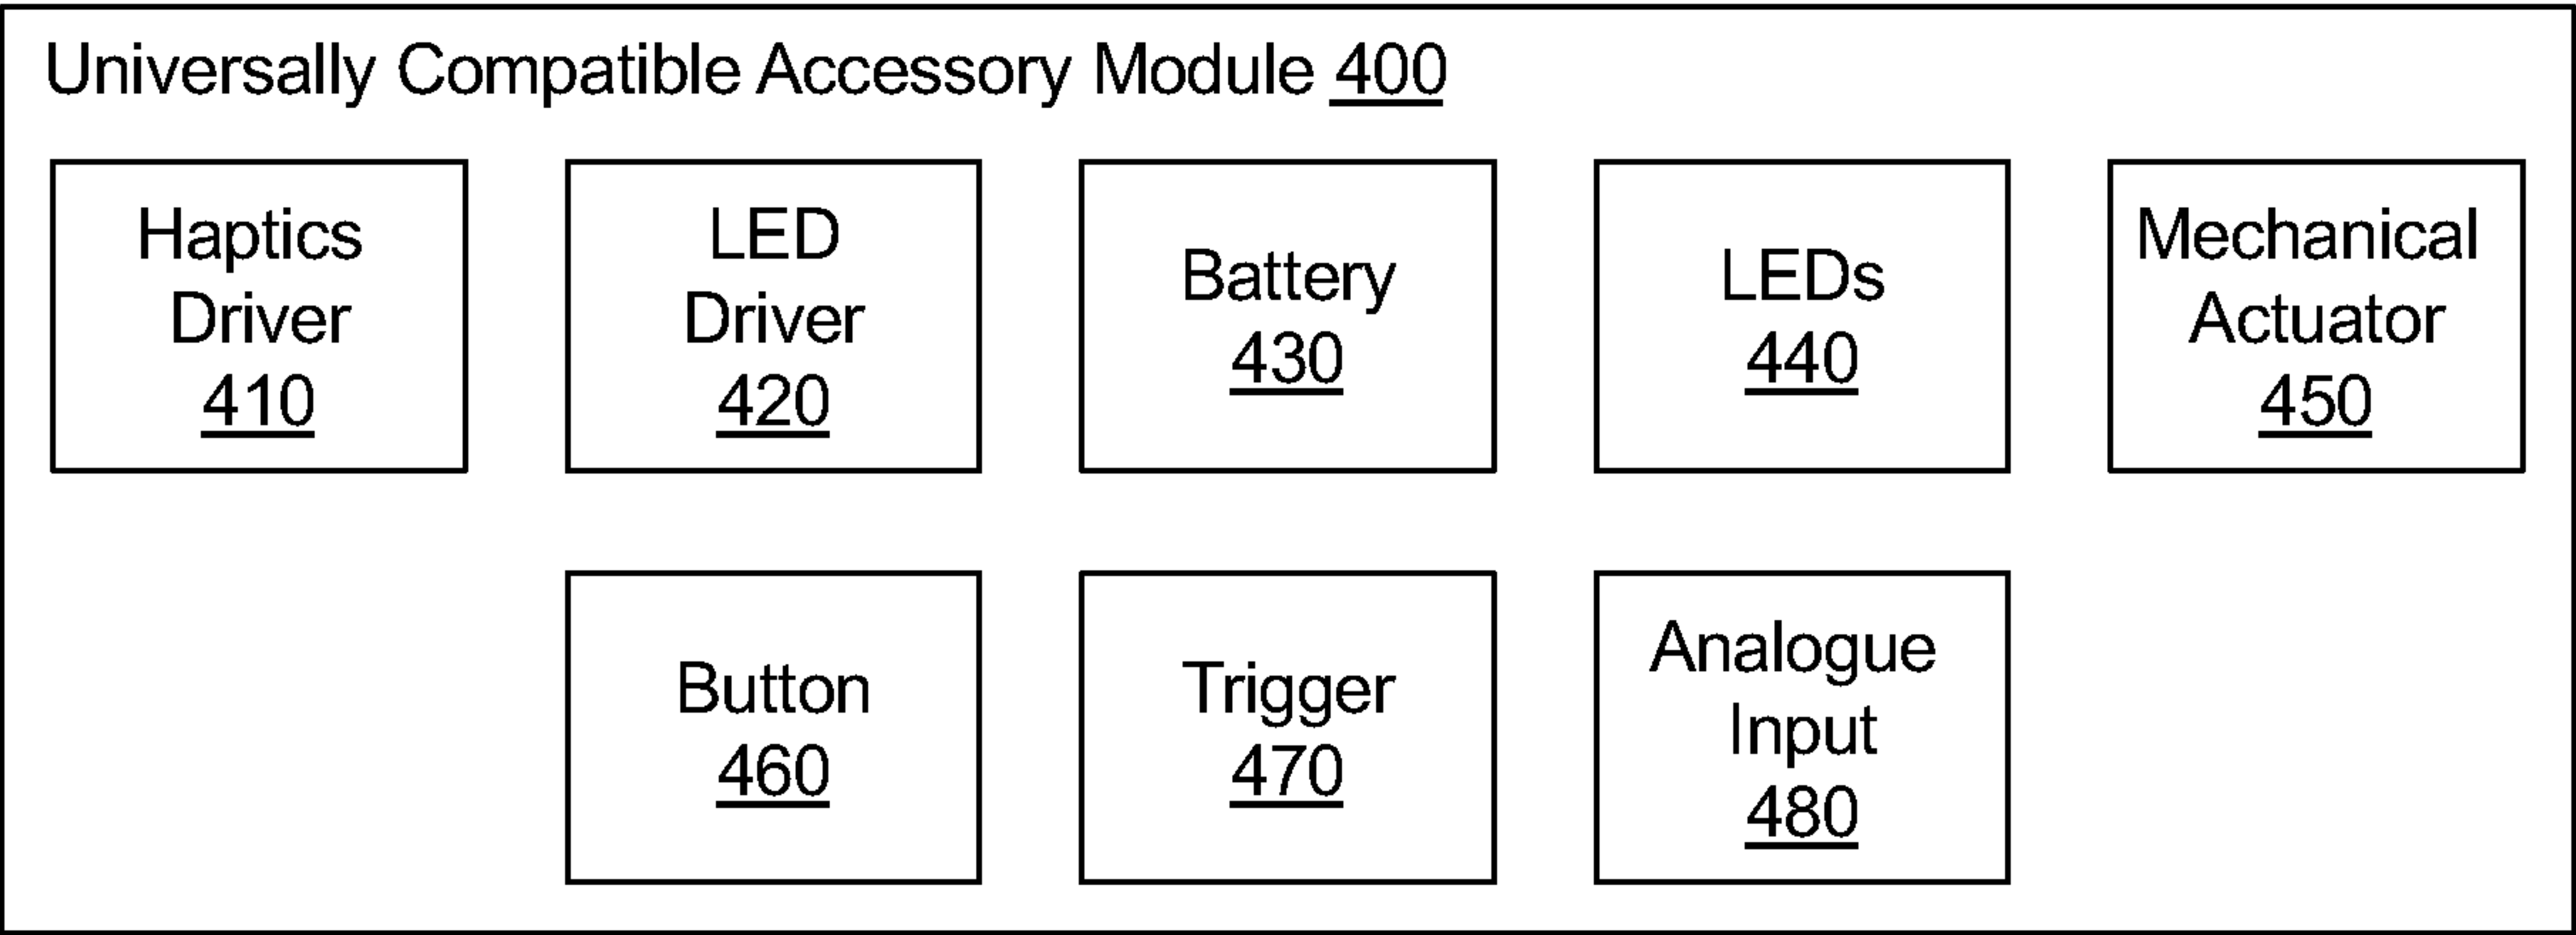 Universally Compatible Accessory Module 400
Haptics
Driver
410
LED
Driver
420
Battery
430
LEDs
440
Mechanical
Actuator
450
Button
460
Trigger
470
Analogue
Input
480